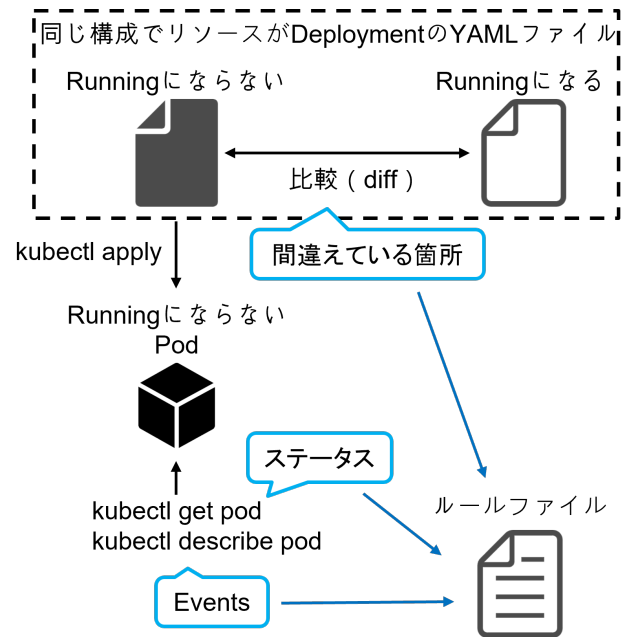 同じ構成でリソースがDeploymentのYAMLファイル
Runningにならない
Runningになる
比較(diff)
kubectl apply
間違えている箇所
Runningにならない
Pod
ステータス
kubectl get pod
kubectl describe pod
ルールファイル
Events